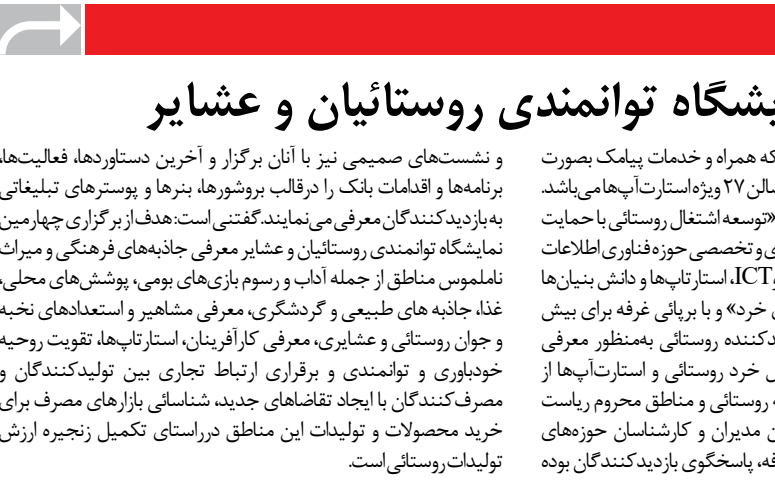 توانمندی روستائیان و عشایر
که همراه و خدمات پیامک بصورت
۲۷ ویژه استارت‌آپ‌ها می‌باشد.
«توسعه اشتغال روستائی با حمایت
و تخصصی حوزه فناوری اطلاعات
ICT، استارتاپ‌ها و دانش بنیان‌ها
خرد» و با برپائی غرفه برای بیش
روستائی به‌منظور معرفی
خرد روستائی و استارت‌آپ‌ها از
روستائی و مناطق محروم ریاست
مدیران و کارشناسان حوزه‌های
پاسخگوی بازدیدکنندگان بوده
و نشست‌های صمیمی نیز با آنان برگزار و آخرین دستاوردها، فعالیت‌ها،
برنامه‌ها و اقدامات بانک را درقالب بروشورها، بنرها و پوسترهای تبلیغاتی
به بازدیدکنندگان معرفی می‌نمایند. گفتنی است: هدف از برگزاری چهارمین
نمایشگاه توانمندی روستائیان و عشایر معرفی جاذبه‌های فرهنگی و میراث
ناملموس مناطق از جمله آداب و رسوم بازی‌های بومی، پوشش‌های محلی،
غذا، جاذبه های طبیعی و گردشگری، معرفی مشاهیر و استعدادهای نخبه
و جوان روستائی و عشایری، معرفی کارآفرینان، استارتاپ‌ها، تقویت روحیه
خودباوری و توانمندی و برقراری ارتباط تجاری بین تولیدکنندگان و
مصرف‌کنندگان با ایجاد تقاضاهای جدید، شناسائی بازارهای مصرف برای
خرید محصولات و تولیدات این مناطق درراستای تکمیل زنجیره ارزش
تولیدات روستائی است.